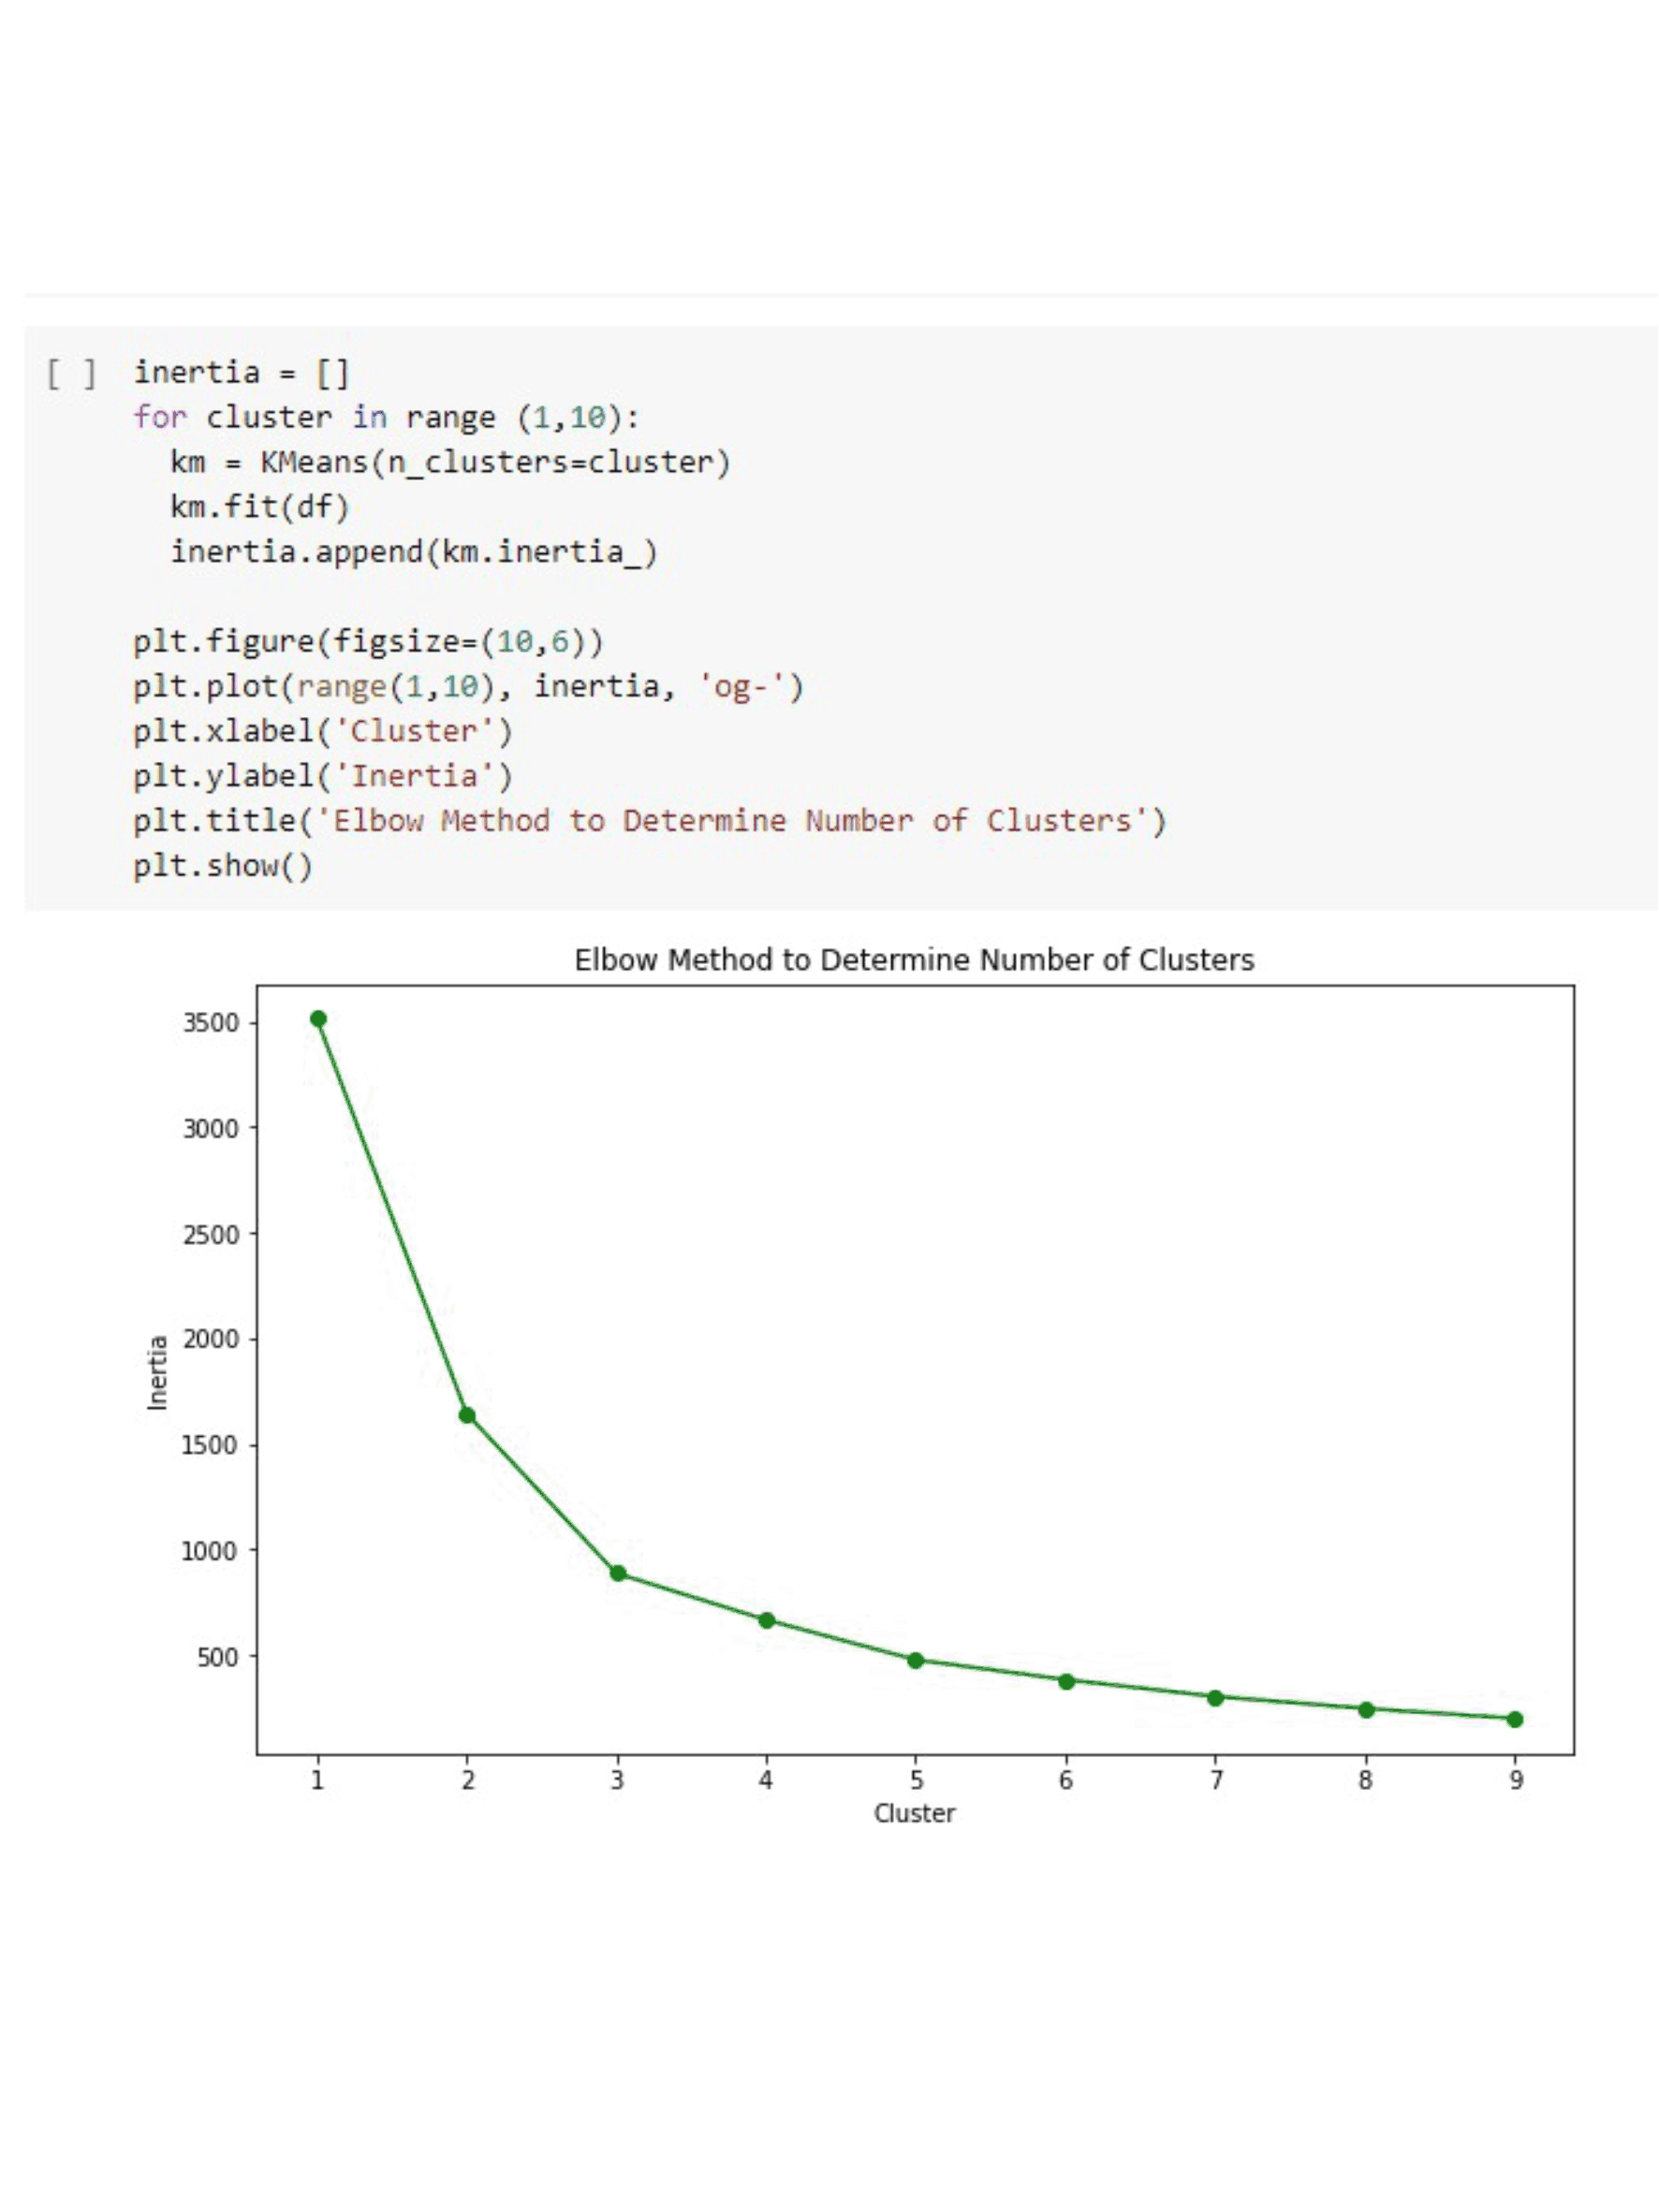 [ ] inertia = []
for cluster in range (1,10):
  km = KMeans(n_clusters=cluster)
  km.fit(df)
  inertia.append(km.inertia_)
plt.figure(figsize=(10,6))
plt.plot(range(1,10), inertia, 'og-')
plt.xlabel('Cluster')
plt.ylabel('Inertia')
plt.title('Elbow Method to Determine Number of Clusters')
plt.show()
Elbow Method to Determine Number of Clusters
3500
3000
2500
2000
1500
1000
500
Inertia
1 2 3 4 5 6 7 8 9
Cluster